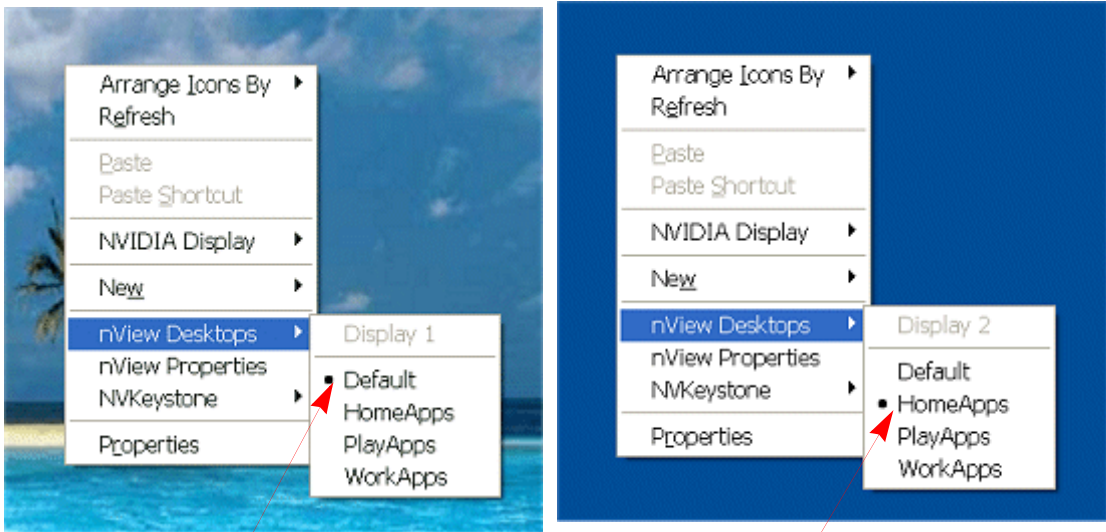 Arrange Icons By
Refresh
Paste
Paste Shortcut
NVIDIA Display
New
nView Desktops
nView Properties
NVKeystone
Properties
Display 1
Default
HomeApps
PlayApps
WorkApps
Arrange Icons By
Refresh
Paste
Paste Shortcut
NVIDIA Display
New
nView Desktops
nView Properties
NVKeystone
Properties
Display 2
Default
HomeApps
PlayApps
WorkApps